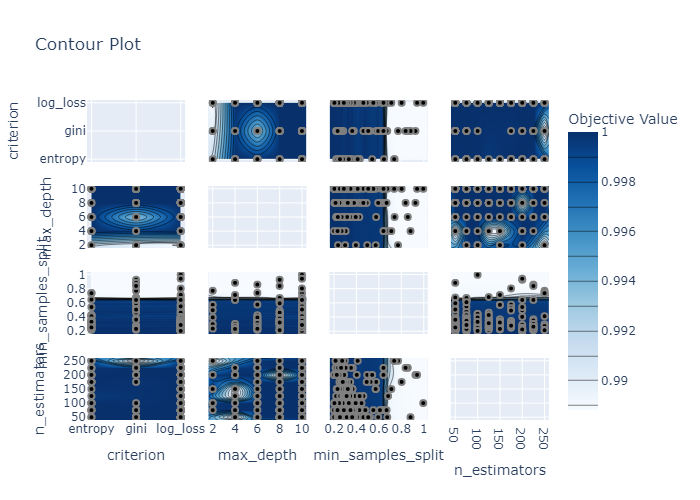 Contour Plot
Objective Value
criterion
log_loss
gini
entropy
1
0.998
0.996
0.994
0.992
0.99
max_depth
10
8
6
4
2
min_samples_split
1
0.8
0.6
0.4
0.2
n_estimators
250
200
150
100
50
entropy gini log_loss 2 4 6 8 10 0.2 0.4 0.6 0.8 1 50 100 150 200 250
criterion max_depth min_samples_split n_estimators